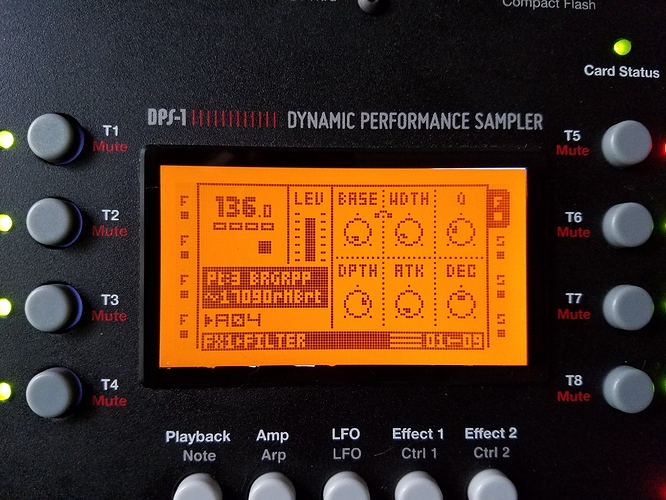 Compact Flash
Card Status
DPS-1 DYNAMIC PERFORMANCE SAMPLER
T1
Mute
T2
Mute
T3
Mute
T4
Mute
T5
Mute
T6
Mute
T7
Mute
T8
Mute
136.0
LEV
BASE WDTH Q
DPTH ATK DEC
F
F
F
F
F
S
S
S
A04
FX1:FILTER
01-09
Playback Amp LFO Effect 1 Effect 2
Note Arp LFO Ctrl 1 Ctrl 2